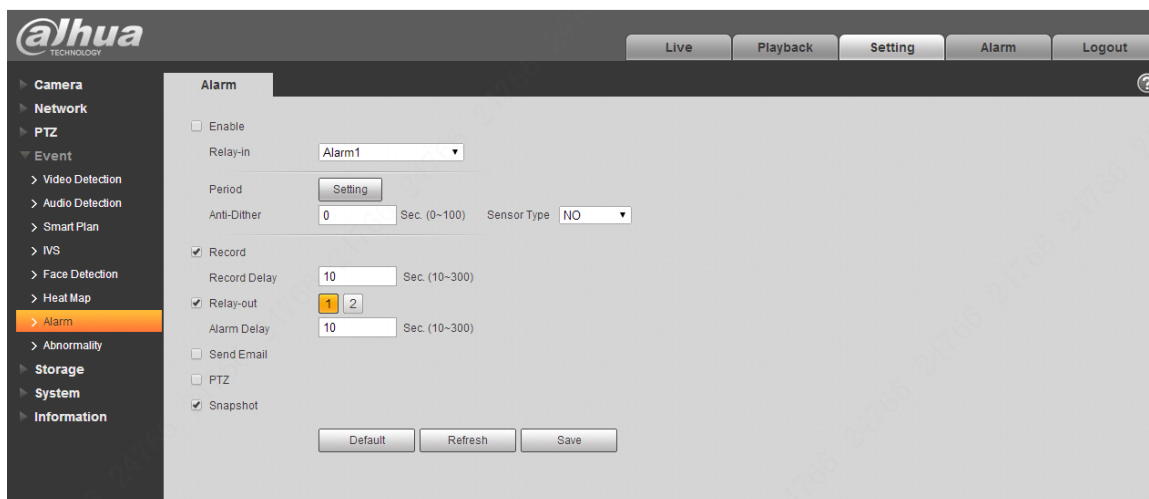 alhua
TECHNOLOGY
Live Playback Setting Alarm Logout
Camera
Network
PTZ
Event
> Video Detection
> Audio Detection
> Smart Plan
> IVS
> Face Detection
> Heat Map
> Alarm
> Abnormality
Storage
System
Information
Alarm
?
Enable
Relay-in Alarm1
Period Setting
Anti-Dither 0 Sec. (0~100) Sensor Type NO
Record
Record Delay 10 Sec. (10~300)
Relay-out 1 2
Alarm Delay 10 Sec. (10~300)
Send Email
PTZ
Snapshot
Default Refresh Save